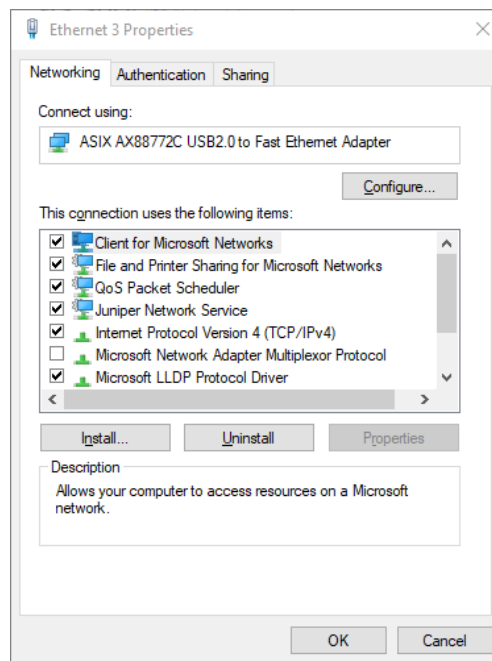 Ethernet 3 Properties
Networking Authentication Sharing
Connect using:
ASIX AX88772C USB2.0 to Fast Ethernet Adapter
Configure...
This connection uses the following items:
Client for Microsoft Networks
File and Printer Sharing for Microsoft Networks
QoS Packet Scheduler
Juniper Network Service
Internet Protocol Version 4 (TCP/IPv4)
Microsoft Network Adapter Multiplexor Protocol
Microsoft LLDP Protocol Driver
Install... Uninstall Properties
Description
Allows your computer to access resources on a Microsoft
network.
OK Cancel